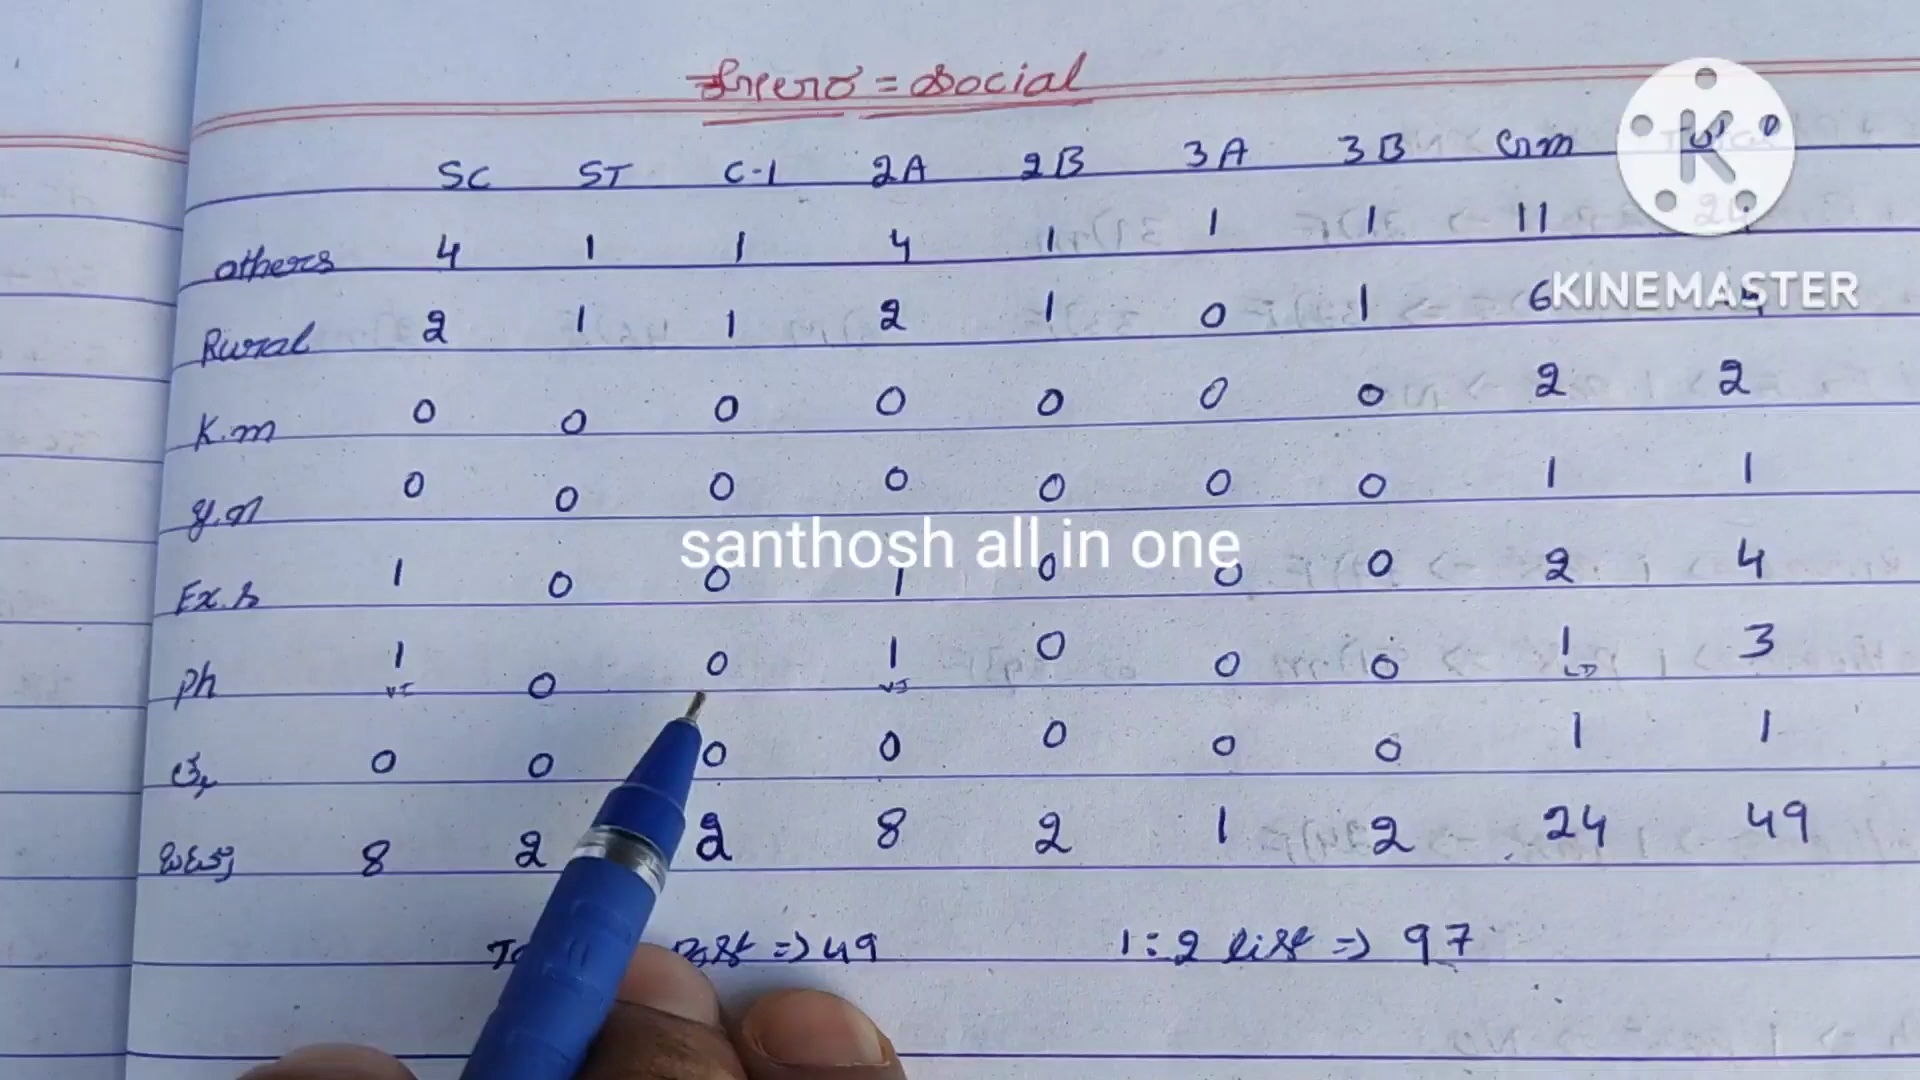 = Social
SC ST C-1 2A 2B 3A 3B Gm
others 4 1 1 4 1 1 1 11
Rural 2 1 1 2 1 0 1 6
KINEMASTER
K.m 0 0 0 0 0 0 0 2 2
0 0 0 0 0 0 0 1 1
santhosh all in one
Ex.s 1 0 0 1 0 0 0 2 4
Ph 1 0 0 1 0 0 0 1 3
0 0 0 0 0 0 0 1 1
8 2 2 8 2 1 2 24 49
Post => 49 1:2 list => 97